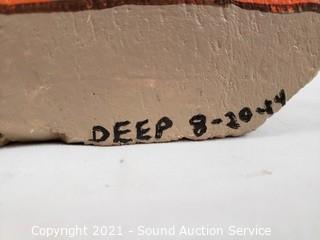 DEEP 8-20-44
Copyright 2021 - Sound Auction Service